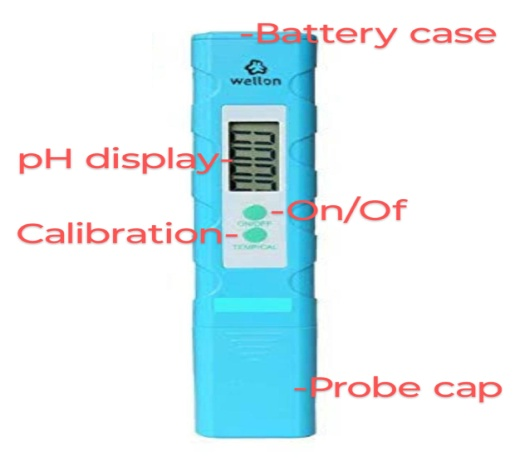 -Battery case
wellon
pH display-
-On/Of
ON/OFF
Calibration-
TEMP/CAL
-Probe cap